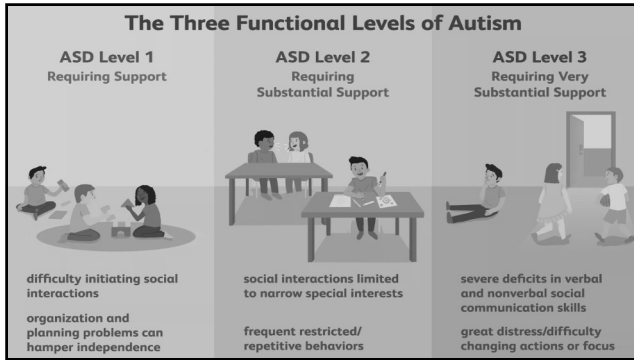 The Three Functional Levels of Autism
ASD Level 1
Requiring Support
difficulty initiating social
interactions
organization and
planning problems can
hamper independence
ASD Level 2
Requiring
Substantial Support
social interactions limited
to narrow special interests
frequent restricted/
repetitive behaviors
ASD Level 3
Requiring Very
Substantial Support
severe deficits in verbal
and nonverbal social
communication skills
great distress/difficulty
changing actions or focus